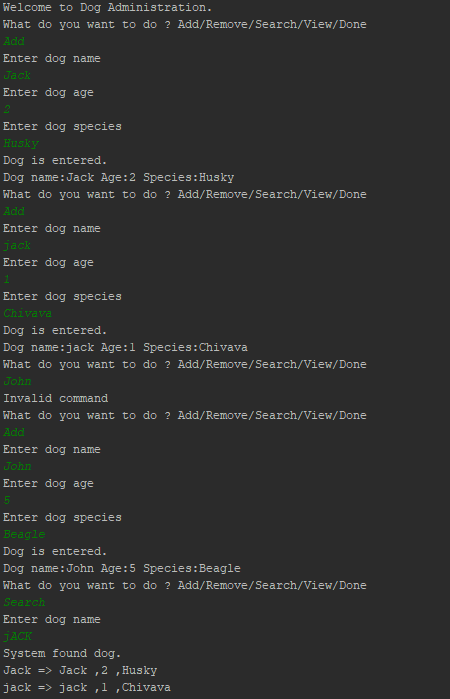 Welcome to Dog Administration.
What do you want to do ? Add/Remove/Search/View/Done
Add
Enter dog name
Jack
Enter dog age
2
Enter dog species
Husky
Dog is entered.
Dog name:Jack Age:2 Species:Husky
What do you want to do ? Add/Remove/Search/View/Done
Add
Enter dog name
jack
Enter dog age
1
Enter dog species
Chivava
Dog is entered.
Dog name:jack Age:1 Species:Chivava
What do you want to do ? Add/Remove/Search/View/Done
John
Invalid command
What do you want to do ? Add/Remove/Search/View/Done
Add
Enter dog name
John
Enter dog age
5
Enter dog species
Beagle
Dog is entered.
Dog name:John Age:5 Species:Beagle
What do you want to do ? Add/Remove/Search/View/Done
Search
Enter dog name
jACK
System found dog.
Jack => Jack ,2 ,Husky
jack => jack ,1 ,Chivava